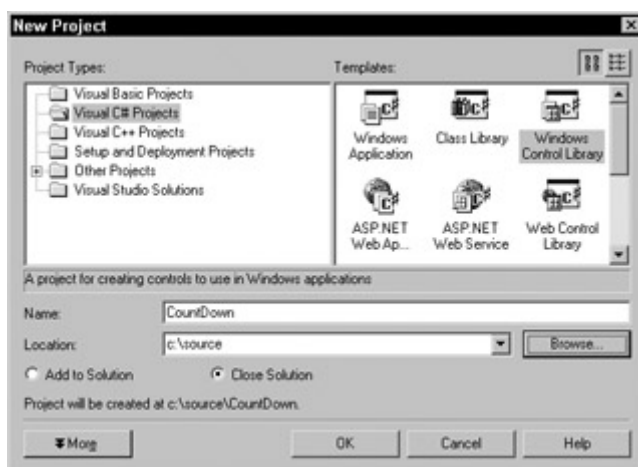 New Project
Project Types:
Templates:
Visual Basic Projects
Visual C# Projects
Visual C++ Projects
Setup and Deployment Projects
Other Projects
Visual Studio Solutions
Windows
Application
Class Library
Windows
Control Library
ASP.NET
Web Ap...
ASP.NET
Web Service
Web Control
Library
A project for creating controls to use in Windows applications
Name:
CountDown
Location:
c:\source
Browse...
Add to Solution
Close Solution
Project will be created at c:\source\CountDown.
More
OK
Cancel
Help